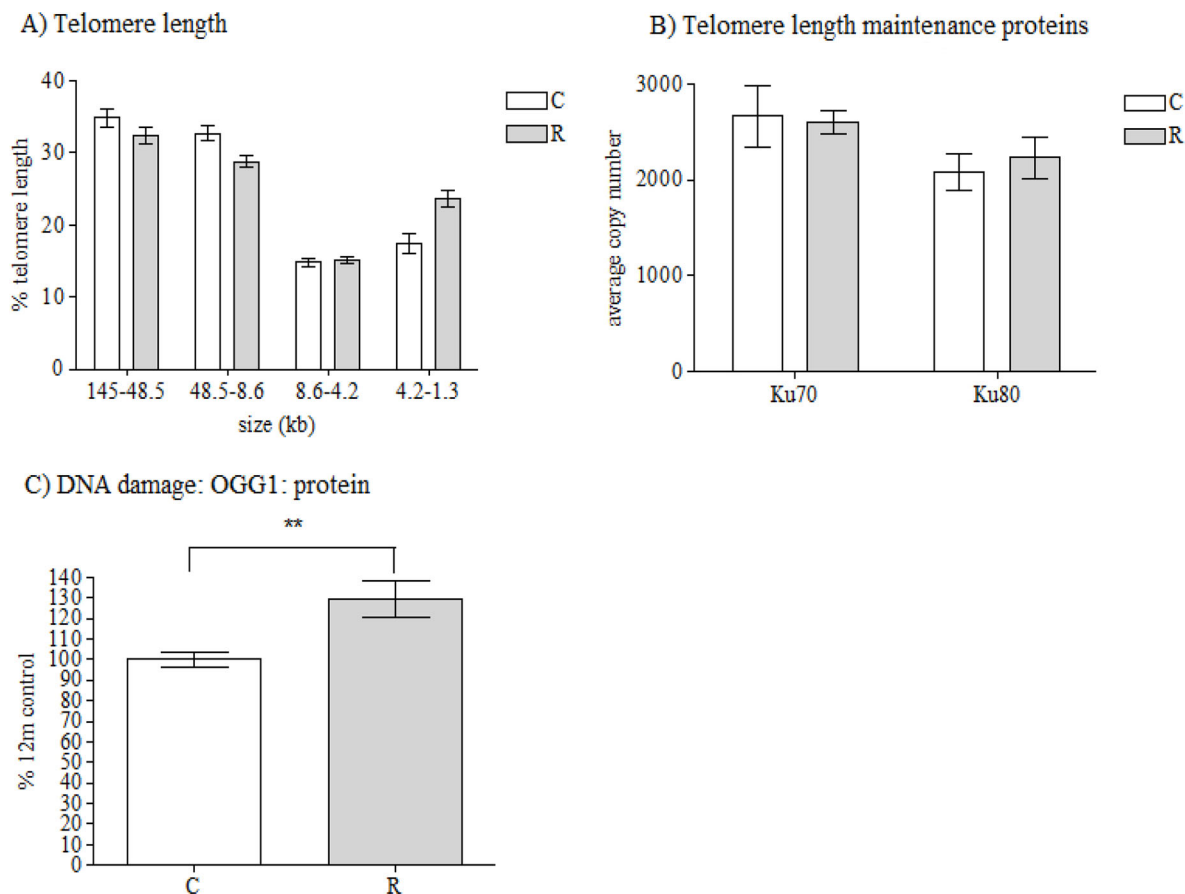 A) Telomere length
40
30
20
10
0
% telomere length
145-48.5 48.5-8.6 8.6-4.2 4.2-1.3
size (kb)
C
R
B) Telomere length maintenance proteins
3000
2000
1000
0
average copy number
Ku70 Ku80
C
R
C) DNA damage: OGG1: protein
**
140
130
120
110
100
90
80
70
60
50
40
30
20
10
0
% 12m control
C R